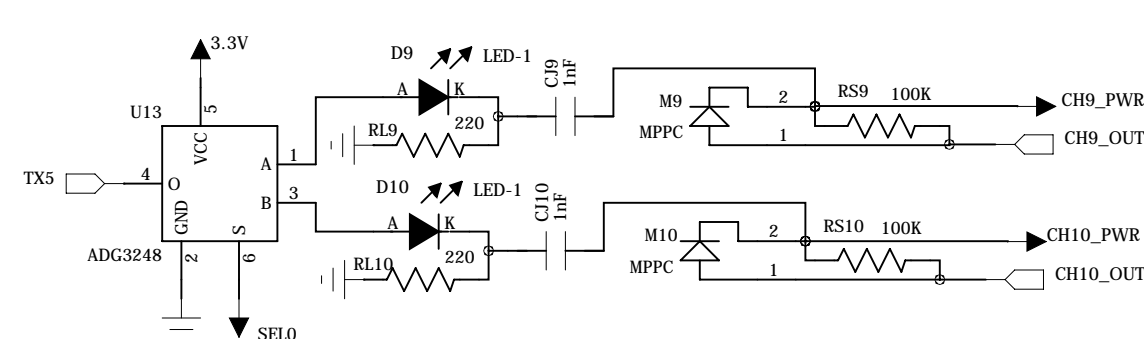 3.3V
D9
LED-1
CJ9
1nF
U13
5
VCC
A
K
M9
2
RS9
100K
CH9_PWR
RL9
220
MPPC
1
CH9_OUT
A
1
TX5
4
O
B
3
D10
LED-1
CJ10
1nF
GND
S
A
K
M10
2
RS10
100K
CH10_PWR
ADG3248
2
6
RL10
220
MPPC
1
CH10_OUT
SEL0